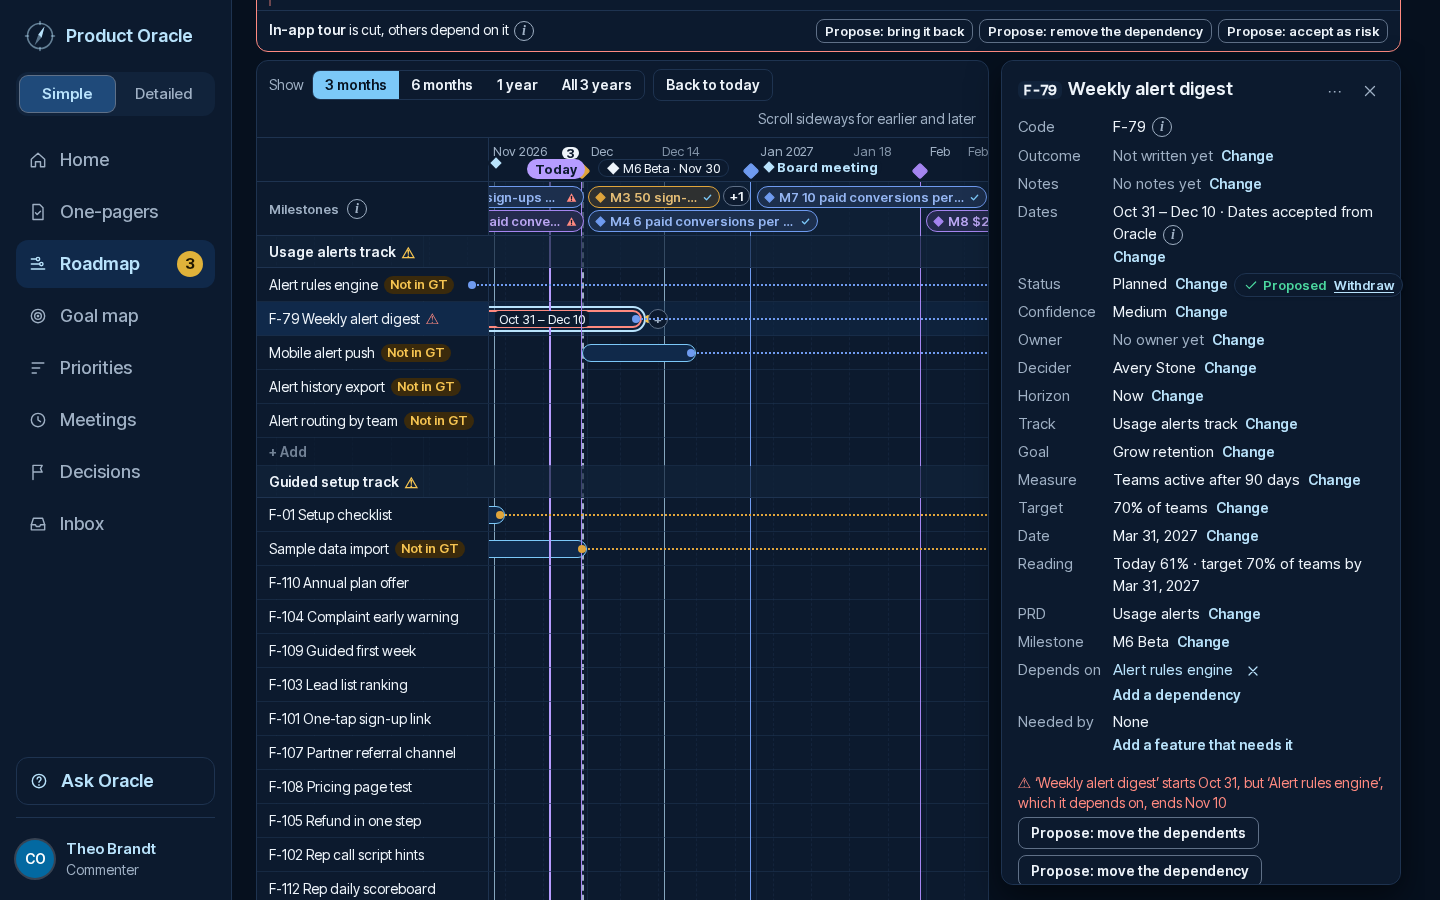 Product Oracle
Simple
Detailed
Home
One-pagers
Roadmap
3
Goal map
Priorities
Meetings
Decisions
Inbox
Ask Oracle
CO
Theo Brandt
Commenter
In-app tour is cut, others depend on it i
Propose: bring it back
Propose: remove the dependency
Propose: accept as risk
Show
3 months
6 months
1 year
All 3 years
Back to today
Scroll sideways for earlier and later
Nov 2026
3
Dec
Dec 14
Jan 2027
Jan 18
Feb
Feb
Today
M6 Beta · Nov 30
Board meeting
Milestones i
sign-ups ...
M3 50 sign-...
+1
M7 10 paid conversions per...
paid conve...
M4 6 paid conversions per ...
M8 $2
Usage alerts track
Alert rules engine Not in GT
F-79 Weekly alert digest
Oct 31 – Dec 10
Mobile alert push Not in GT
Alert history export Not in GT
Alert routing by team Not in GT
+ Add
Guided setup track
F-01 Setup checklist
Sample data import Not in GT
F-110 Annual plan offer
F-104 Complaint early warning
F-109 Guided first week
F-103 Lead list ranking
F-101 One-tap sign-up link
F-107 Partner referral channel
F-108 Pricing page test
F-105 Refund in one step
F-102 Rep call script hints
F-112 Rep daily scoreboard
F-79 Weekly alert digest
Code F-79 i
Outcome Not written yet Change
Notes No notes yet Change
Dates Oct 31 – Dec 10 · Dates accepted from
Oracle i
Change
Status Planned Change Proposed Withdraw
Confidence Medium Change
Owner No owner yet Change
Decider Avery Stone Change
Horizon Now Change
Track Usage alerts track Change
Goal Grow retention Change
Measure Teams active after 90 days Change
Target 70% of teams Change
Date Mar 31, 2027 Change
Reading Today 61% · target 70% of teams by
Mar 31, 2027
PRD Usage alerts Change
Milestone M6 Beta Change
Depends on Alert rules engine
Add a dependency
Needed by None
Add a feature that needs it
‘Weekly alert digest’ starts Oct 31, but ‘Alert rules engine’,
which it depends on, ends Nov 10
Propose: move the dependents
Propose: move the dependency